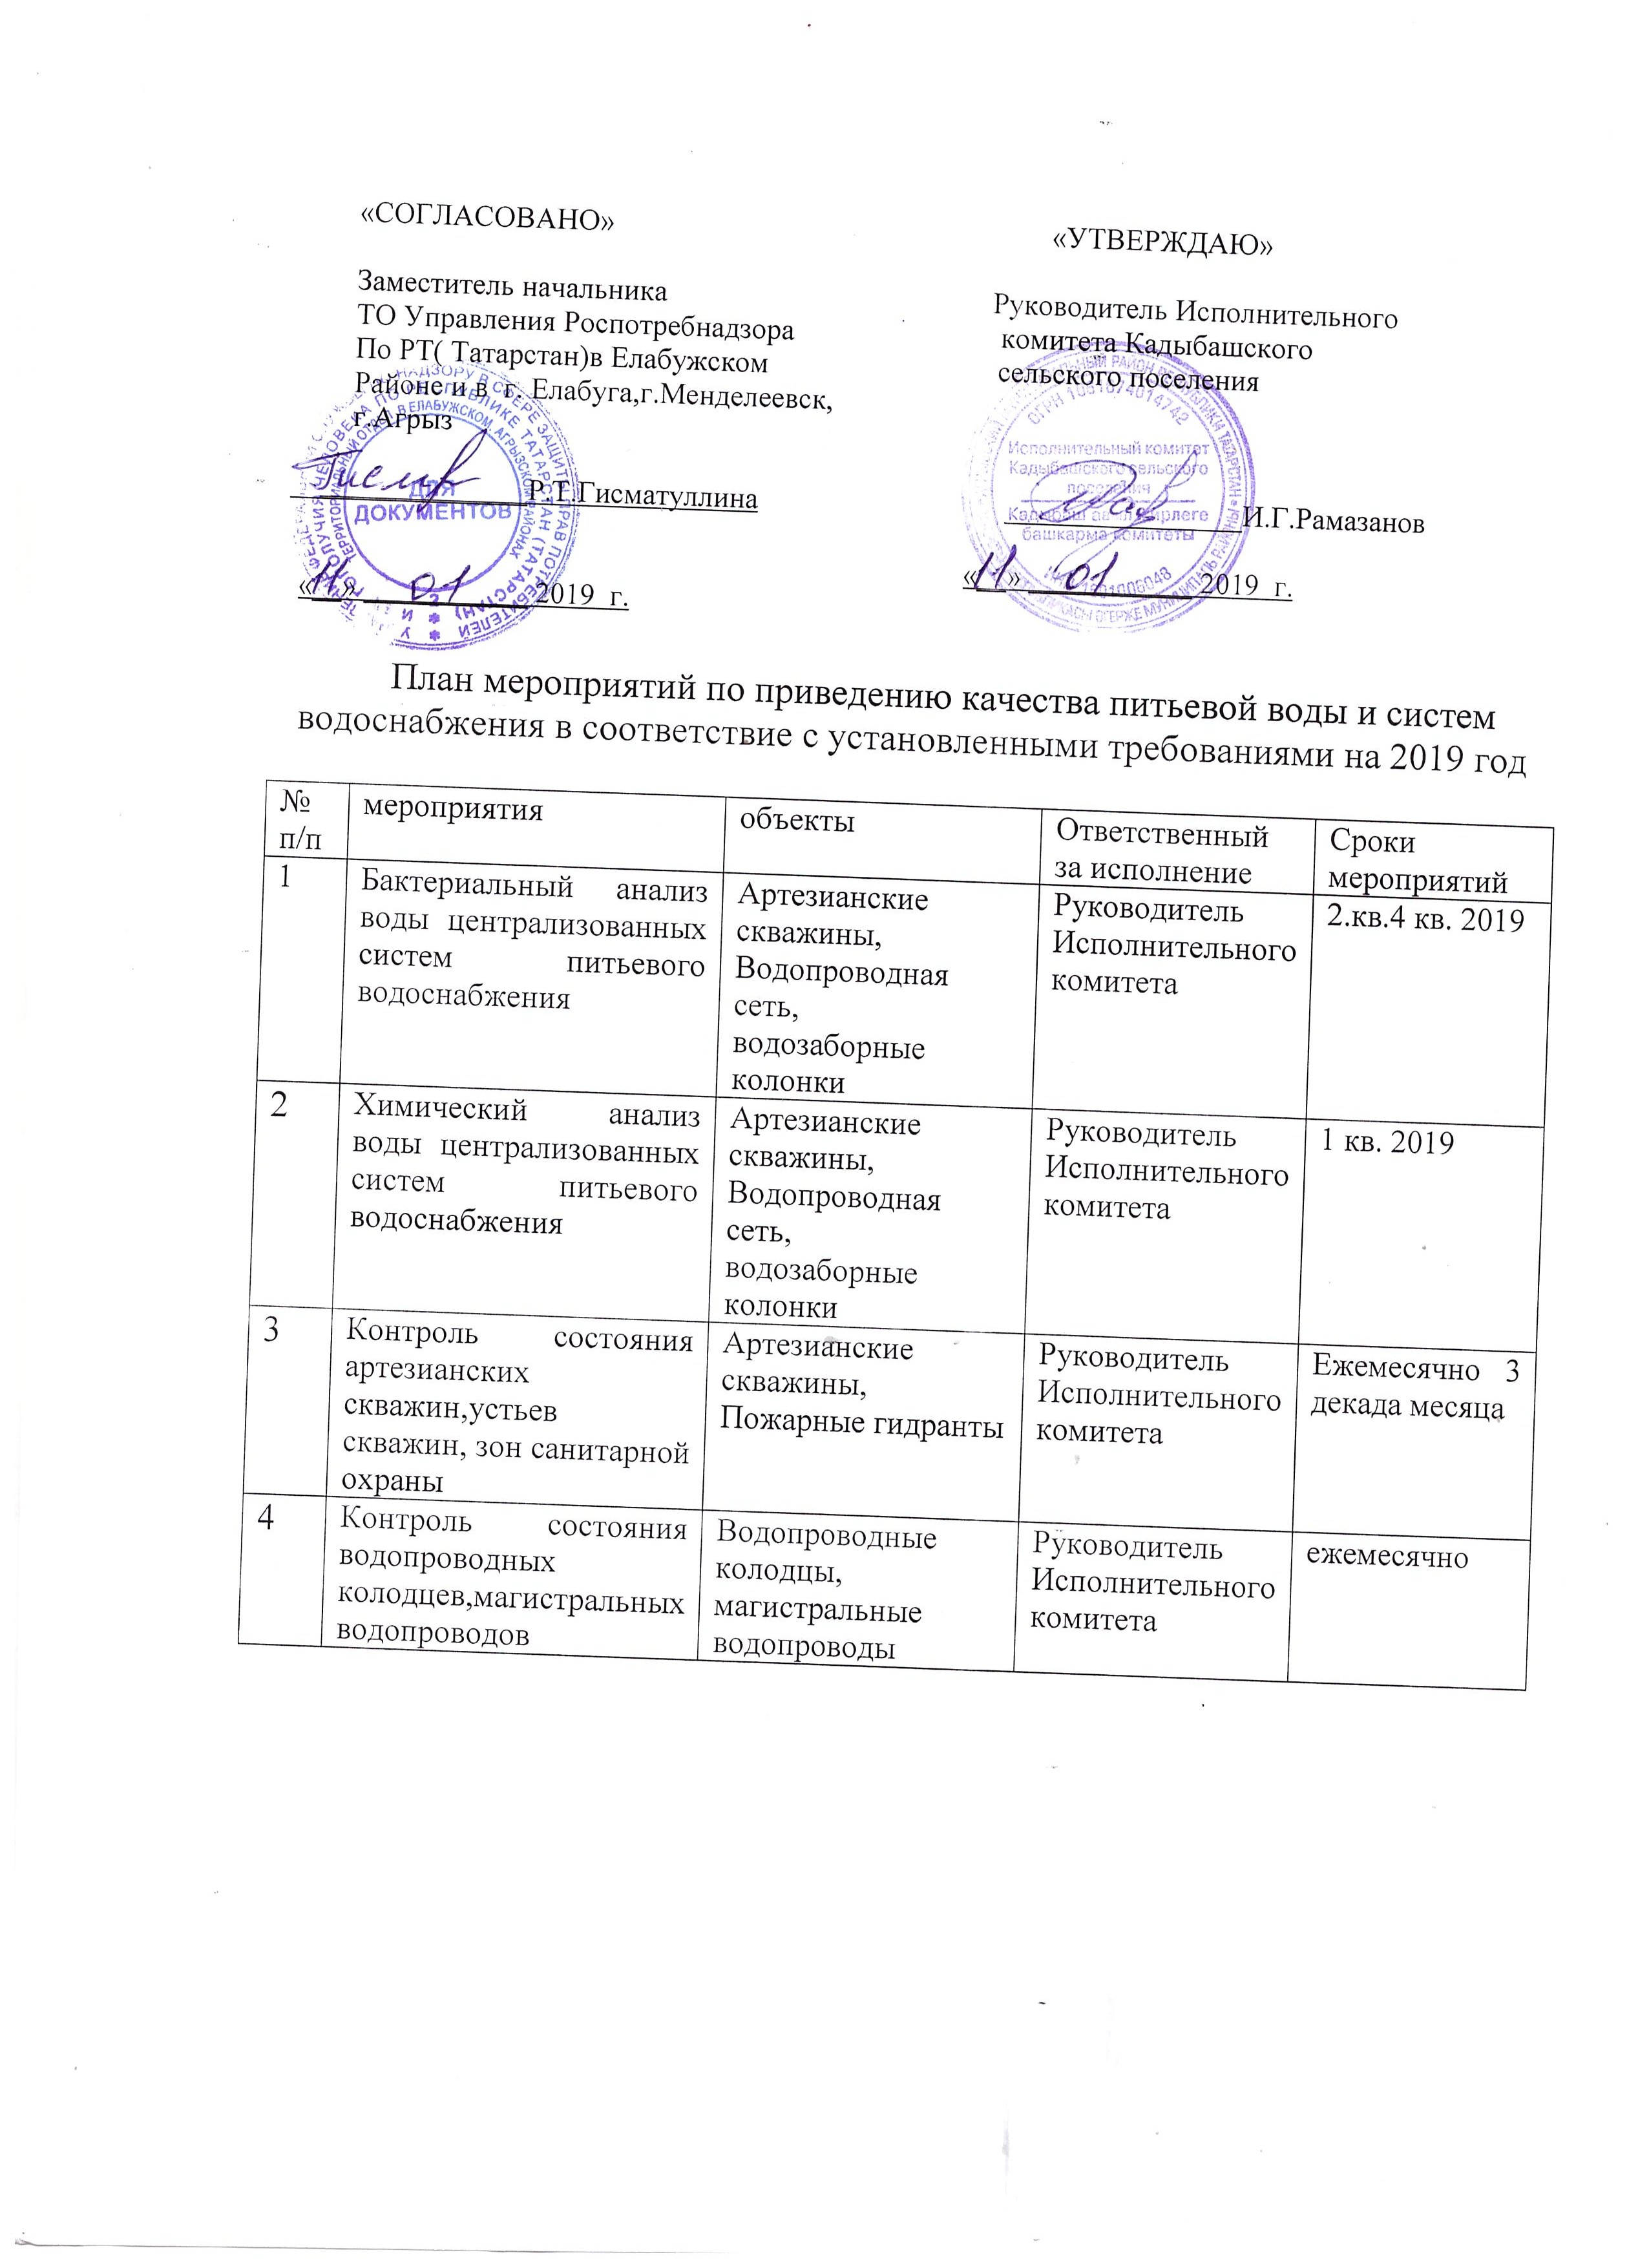 «СОГЛАСОВАНО»
Заместитель начальника
ТО Управления Роспотребнадзора
По РТ( Татарстан)в Елабужском
Районе и в г. Елабуга,г.Менделеевск,
г.Агрыз
Р.Т.Гисматуллина
«11» 01 2019 г.
ДЛЯ
ДОКУМЕНТОВ
«УТВЕРЖДАЮ»
Руководитель Исполнительного
комитета Кадыбашского
сельского поселения
И.Г.Рамазанов
«11» 01 2019 г.
Исполнительный комитет
Кадыбашского сельского
поселения
Кадыбаш авыл җирлеге
башкарма комитеты
План мероприятий по приведению качества питьевой воды и систем
водоснабжения в соответствие с установленными требованиями на 2019 год
№
п/п
мероприятия
объекты
Ответственный
за исполнение
Сроки
мероприятий
1
Бактериальный анализ
воды централизованных
систем питьевого
водоснабжения
Артезианские
скважины,
Водопроводная
сеть,
водозаборные
колонки
Руководитель
Исполнительного
комитета
2.кв.4 кв. 2019
2
Химический анализ
воды централизованных
систем питьевого
водоснабжения
Артезианские
скважины,
Водопроводная
сеть,
водозаборные
колонки
Руководитель
Исполнительного
комитета
1 кв. 2019
3
Контроль состояния
артезианских
скважин,устьев
скважин, зон санитарной
охраны
Артезианские
скважины,
Пожарные гидранты
Руководитель
Исполнительного
комитета
Ежемесячно 3
декада месяца
4
Контроль состояния
водопроводных
колодцев,магистральных
водопроводов
Водопроводные
колодцы,
магистральные
водопроводы
Руководитель
Исполнительного
комитета
ежемесячно